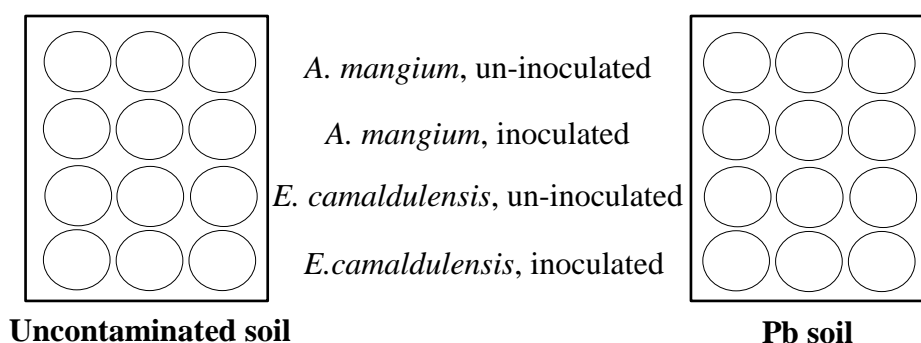 A. mangium, un-inoculated
A. mangium, inoculated
E. camaldulensis, un-inoculated
E.camaldulensis, inoculated
Uncontaminated soil
Pb soil